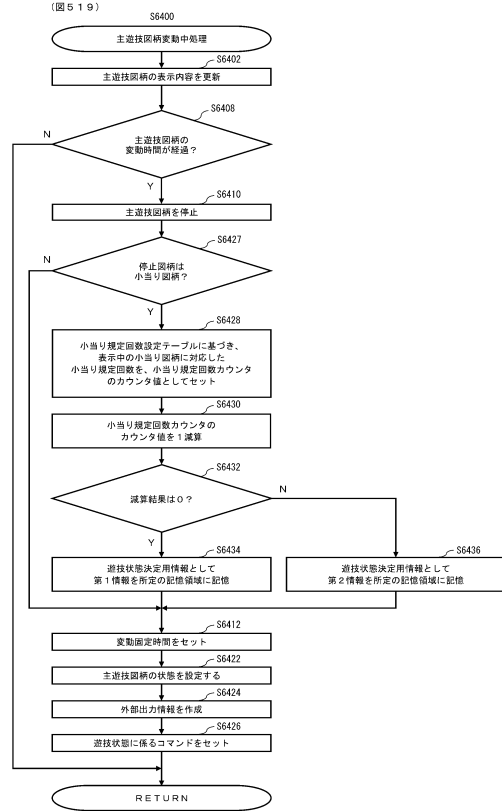 (図519)
S6400
主遊技図柄変動中処理
S6402
主遊技図柄の表示内容を更新
S6408
N
主遊技図柄の
変動時間が経過?
Y
S6410
主遊技図柄を停止
S6427
N
停止図柄は
小当り図柄?
Y
S6428
小当り規定回数設定テーブルに基づき、
表示中の小当り図柄に対応した
小当り規定回数を、小当り規定回数カウンタ
のカウンタ値としてセット
S6430
小当り規定回数カウンタの
カウンタ値を1減算
S6432
減算結果は0?
N
Y
S6434
遊技状態決定用情報として
第1情報を所定の記憶領域に記憶
S6436
遊技状態決定用情報として
第2情報を所定の記憶領域に記憶
S6412
変動固定時間をセット
S6422
主遊技図柄の状態を設定する
S6424
外部出力情報を作成
S6426
遊技状態に係るコマンドをセット
RETURN